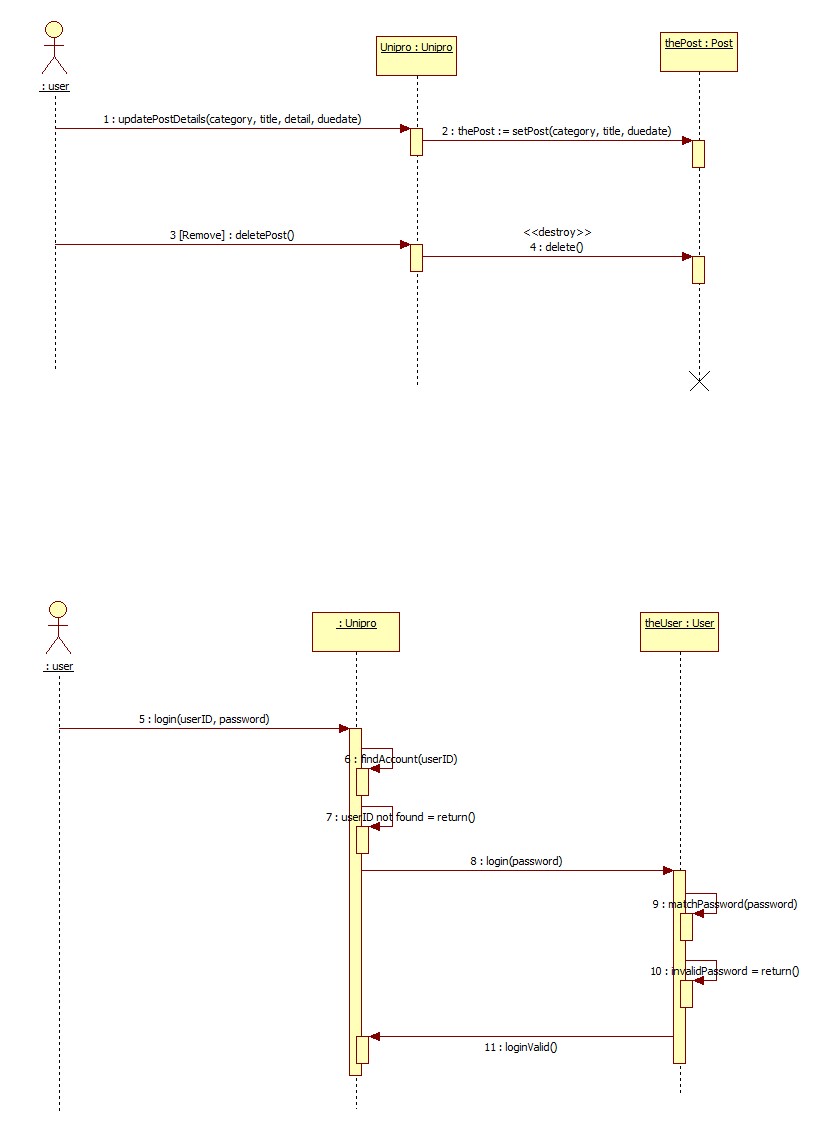 Unipro : Unipro
thePost : Post
: user
1 : updatePostDetails(category, title, detail, duedate)
2 : thePost := setPost(category, title, duedate)
3 [Remove] : deletePost()
<<destroy>>
4 : delete()
: Unipro
theUser : User
: user
5 : login(userID, password)
6 : findAccount(userID)
7 : userID not found = return()
8 : login(password)
9 : matchPassword(password)
10 : invalidPassword = return()
11 : loginValid()